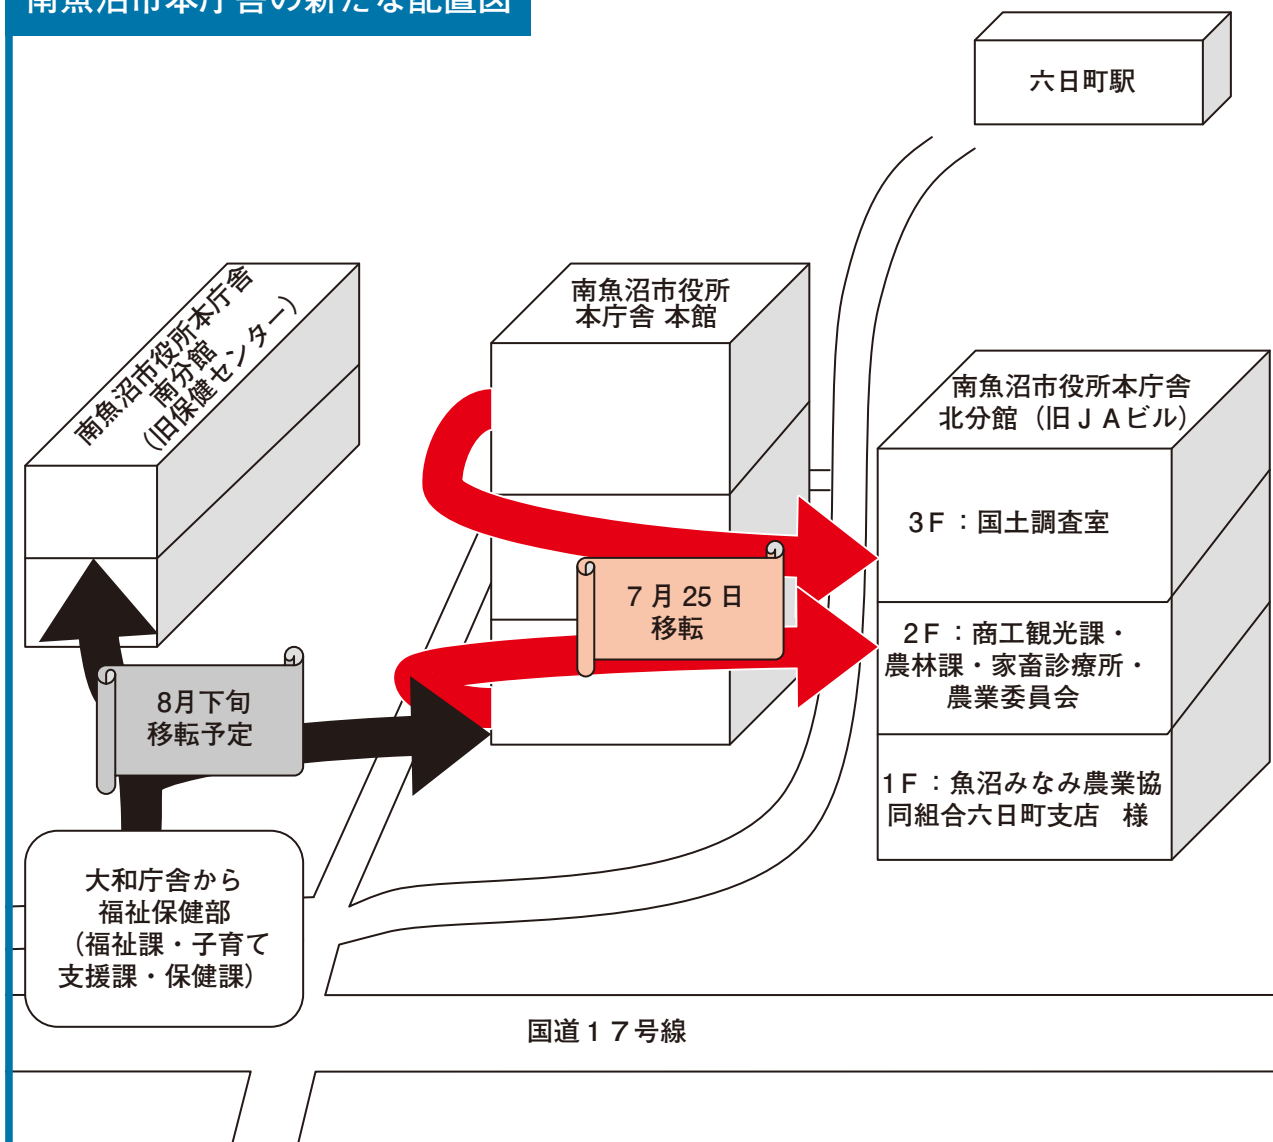 南魚沼市本庁舎の新たな配置図
六日町駅
南魚沼市役所本庁舎
南分館
（旧保健センター）
南魚沼市役所
本庁舎 本館
南魚沼市役所本庁舎
北分館（旧ＪＡビル）
3Ｆ：国土調査室
2Ｆ：商工観光課・
農林課・家畜診療所・
農業委員会
1Ｆ：魚沼みなみ農業協
同組合六日町支店　様
7 月 25 日
移転
8月下旬
移転予定
大和庁舎から
福祉保健部
（福祉課・子育て
支援課・保健課）
国道１７号線